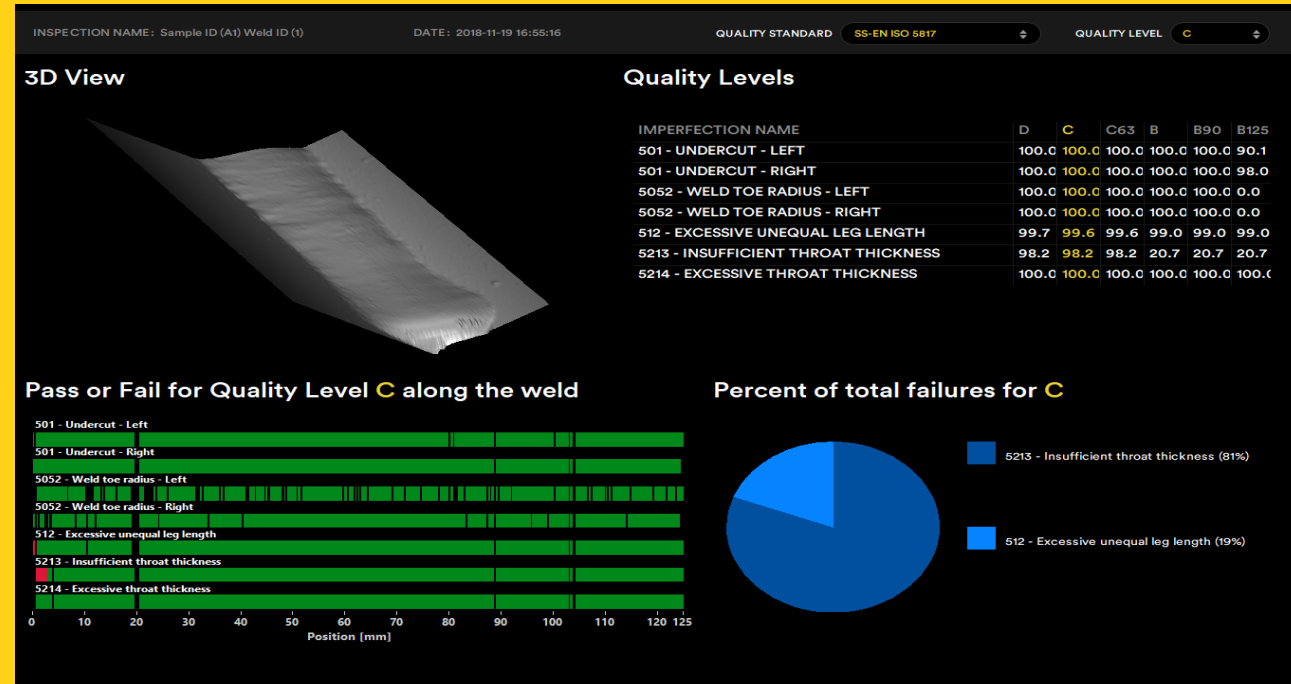 INSPECTION NAME: Sample ID (A1) Weld ID (1) DATE: 2018-11-19 16:55:16 QUALITY STANDARD SS-EN ISO 5817 QUALITY LEVEL C
3D View
Quality Levels
IMPERFECTION NAME D C C63 B B90 B125
501 - UNDERCUT - LEFT 100.0 100.0 100.0 100.0 100.0 90.1
501 - UNDERCUT - RIGHT 100.0 100.0 100.0 100.0 100.0 98.0
5052 - WELD TOE RADIUS - LEFT 100.0 100.0 100.0 100.0 100.0 0.0
5052 - WELD TOE RADIUS - RIGHT 100.0 100.0 100.0 100.0 100.0 0.0
512 - EXCESSIVE UNEQUAL LEG LENGTH 99.7 99.6 99.6 99.0 99.0 99.0
5213 - INSUFFICIENT THROAT THICKNESS 98.2 98.2 98.2 20.7 20.7 20.7
5214 - EXCESSIVE THROAT THICKNESS 100.0 100.0 100.0 100.0 100.0 100.0
Pass or Fail for Quality Level C along the weld
501 - Undercut - Left
501 - Undercut - Right
5052 - Weld toe radius - Left
5052 - Weld toe radius - Right
512 - Excessive unequal leg length
5213 - Insufficient throat thickness
5214 - Excessive throat thickness
0 10 20 30 40 50 60 70 80 90 100 110 120 125
Position [mm]
Percent of total failures for C
5213 - Insufficient throat thickness (81%)
512 - Excessive unequal leg length (19%)